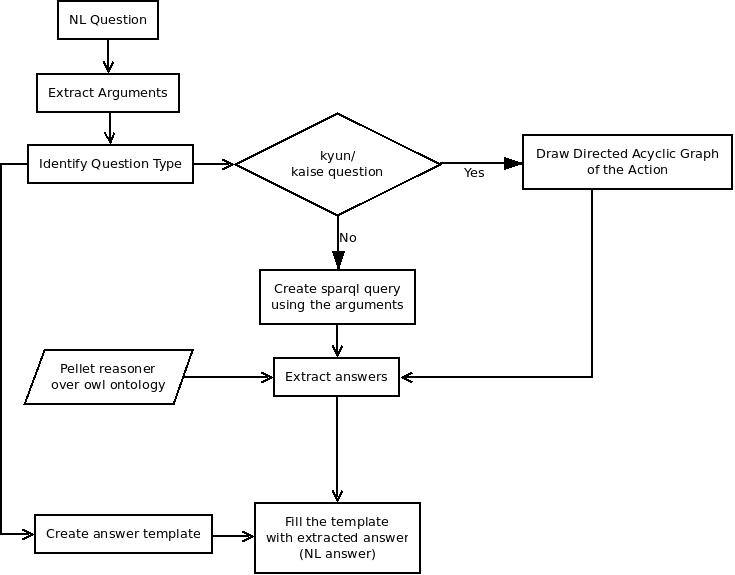 NL Question
Extract Arguments
Identify Question Type
kyun/
kaise question
Yes
Draw Directed Acyclic Graph
of the Action
No
Create sparql query
using the arguments
Pellet reasoner
over owl ontology
Extract answers
Create answer template
Fill the template
with extracted answer
(NL answer)